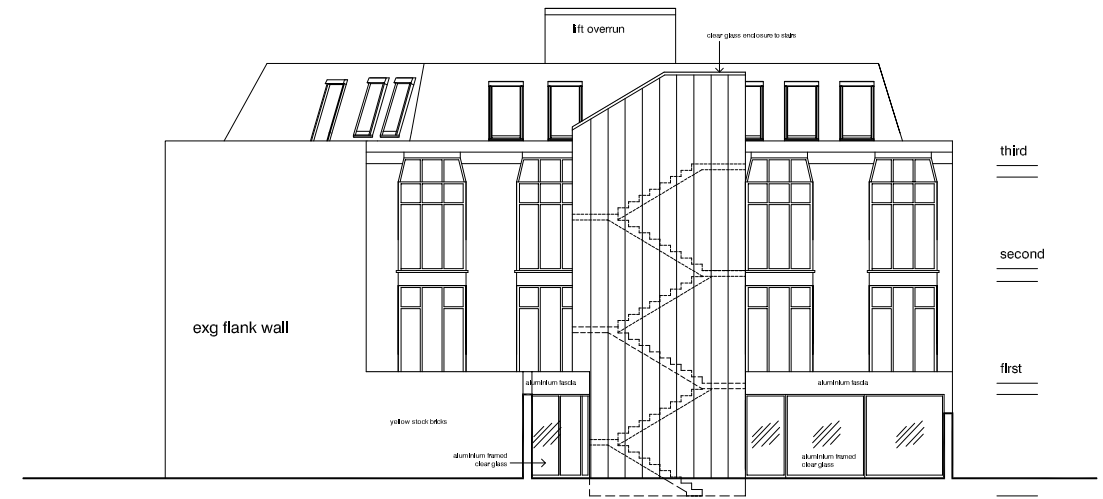 lift overrun
clear glass enclosure to stairs
third
second
exg flank wall
first
aluminium fascia
aluminium fascia
yellow stock bricks
aluminium framed
clear glass
aluminium framed
clear glass